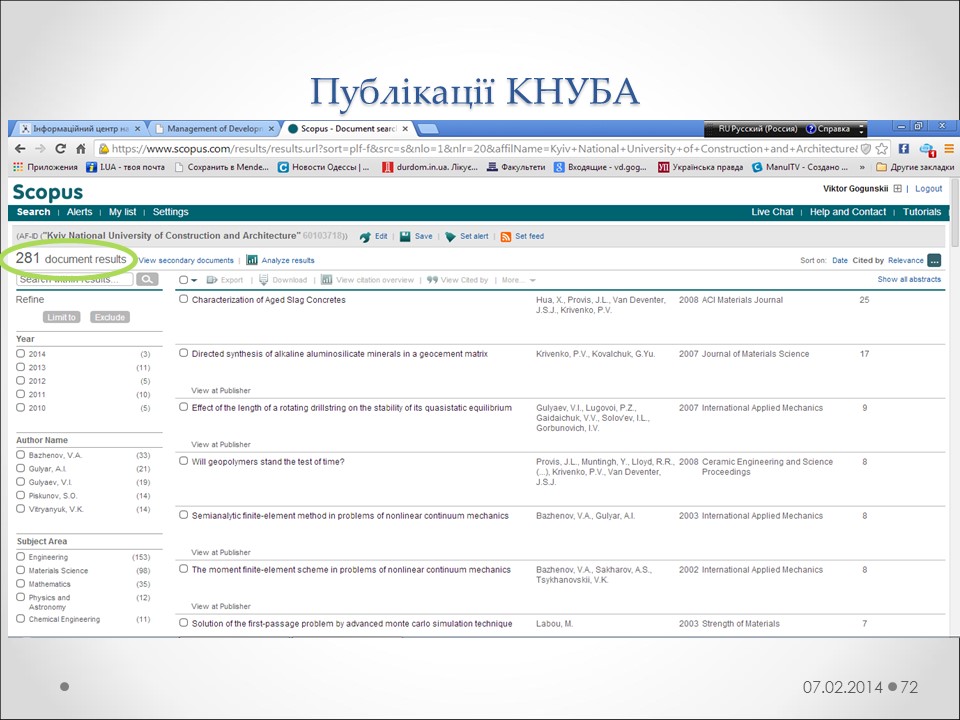 Публікації КНУБА
Інформаційний центр на
Management of Develop
Scopus - Document searc
RU Русский (Россия) Справка
https://www.scopus.com/results/results.url?sort=plf-f&src=s&nlo=1&nlr=20&affilName=Kyiv+National+University+of+Construction+and+Architecture
Приложения I.UA - твоя почта Сохранить в Mende... Новости Одессы |... durdom.in.ua. Лікує... Факультети Входящие - vd.gog... Українська правда ManulTV - Создано ... » Другие закладки
Scopus
Viktor Gogunskii | Logout
Search | Alerts | My list | Settings
Live Chat | Help and Contact | Tutorials
(AF-ID ("Kyiv National University of Construction and Architecture" 60103718)) Edit Save Set alert Set feed
281 document results View secondary documents | Analyze results
Sort on: Date Cited by Relevance ...
Search within results...
Export | Download | View citation overview | View Cited by | More...
Show all abstracts
Refine
Limit to Exclude
Year
2014 (3)
2013 (11)
2012 (5)
2011 (10)
2010 (5)
Author Name
Bazhenov, V.A. (33)
Gulyar, A.I. (21)
Gulyaev, V.I. (19)
Piskunov, S.O. (14)
Vitryanyuk, V.K. (14)
Subject Area
Engineering (153)
Materials Science (98)
Mathematics (35)
Physics and
Astronomy (12)
Chemical Engineering (11)
Characterization of Aged Slag Concretes Hua, X., Provis, J.L., Van Deventer, 2008 ACI Materials Journal 25
J.S.J., Krivenko, P.V.
Directed synthesis of alkaline aluminosilicate minerals in a geocement matrix Krivenko, P.V., Kovalchuk, G.Yu. 2007 Journal of Materials Science 17
View at Publisher
Effect of the length of a rotating drillstring on the stability of its quasistatic equilibrium Gulyaev, V.I., Lugovoi, P.Z., 2007 International Applied Mechanics 9
Gaidaichuk, V.V., Solov'ev, I.L.,
Gorbunovich, I.V.
View at Publisher
Will geopolymers stand the test of time? Provis, J.L., Muntingh, Y., Lloyd, R.R., 2008 Ceramic Engineering and Science 8
(...), Krivenko, P.V., Van Deventer, Proceedings
J.S.J.
Semianalytic finite-element method in problems of nonlinear continuum mechanics Bazhenov, V.A., Gulyar, A.I. 2003 International Applied Mechanics 8
View at Publisher
The moment finite-element scheme in problems of nonlinear continuum mechanics Bazhenov, V.A., Sakharov, A.S., 2002 International Applied Mechanics 8
Tsykhanovskii, V.K.
View at Publisher
Solution of the first-passage problem by advanced monte carlo simulation technique Labou, M. 2003 Strength of Materials 7
07.02.2014 72